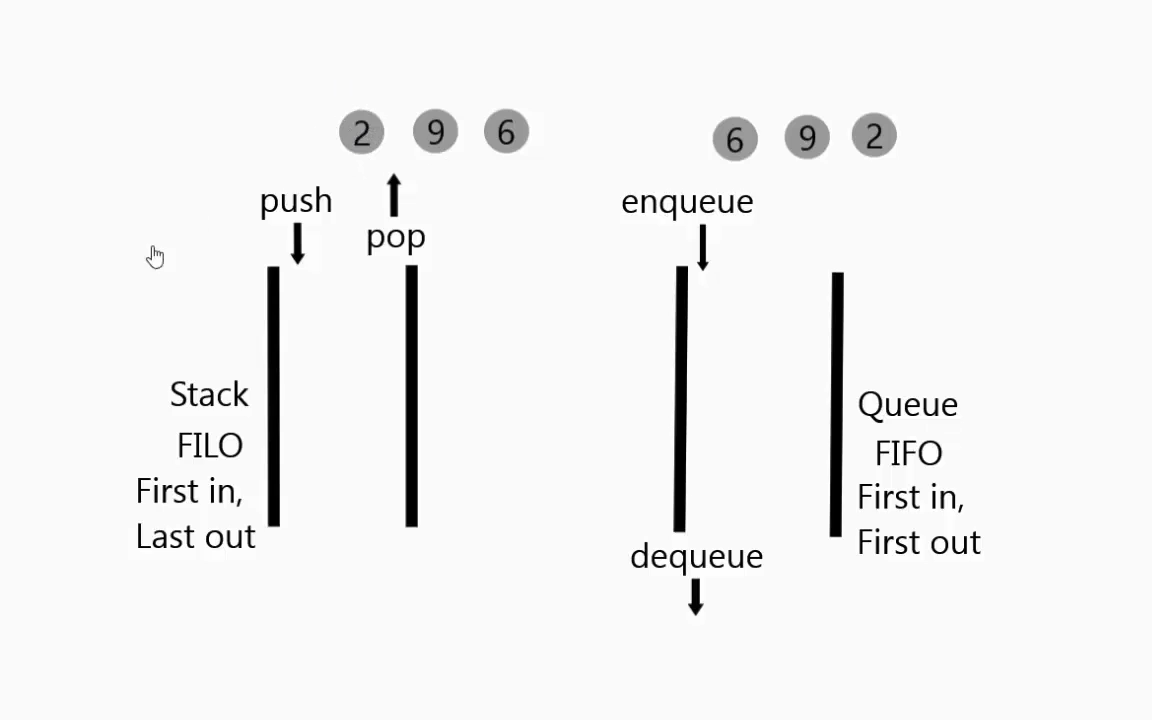 2 9 6
push
pop
Stack
FILO
First in,
Last out
6 9 2
enqueue
Queue
FIFO
First in,
First out
dequeue